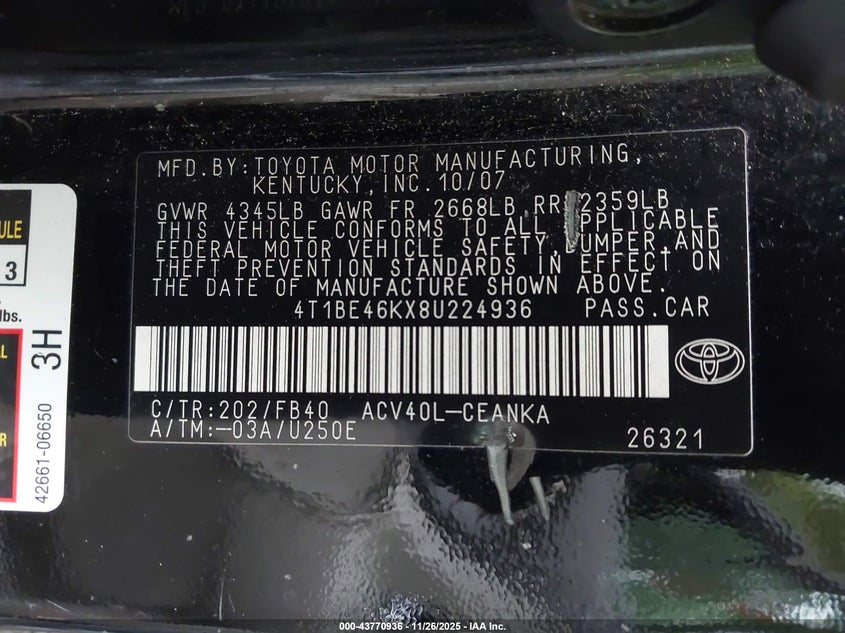 MFD.BY:TOYOTA MOTOR MANUFACTURING,
KENTUCKY,INC.10/07
GVWR 4345LB GAWR FR 2668LB RR 2359LB
THIS VEHICLE CONFORMS TO ALL APPLICABLE
FEDERAL MOTOR VEHICLE SAFETY,BUMPER,AND
THEFT PREVENTION STANDARDS IN EFFECT ON
THE DATE OF MANUFACTURE SHOWN ABOVE.
4T1BE46KX8U224936 PASS.CAR
C/TR:202/FB40 ACV40L-CEANKA
A/TM:-03A/U250E
26321
ULE
3
lbs.
AL
R
3H
42661-06650
000-43770936 - 11/26/2025 - IAA Inc.